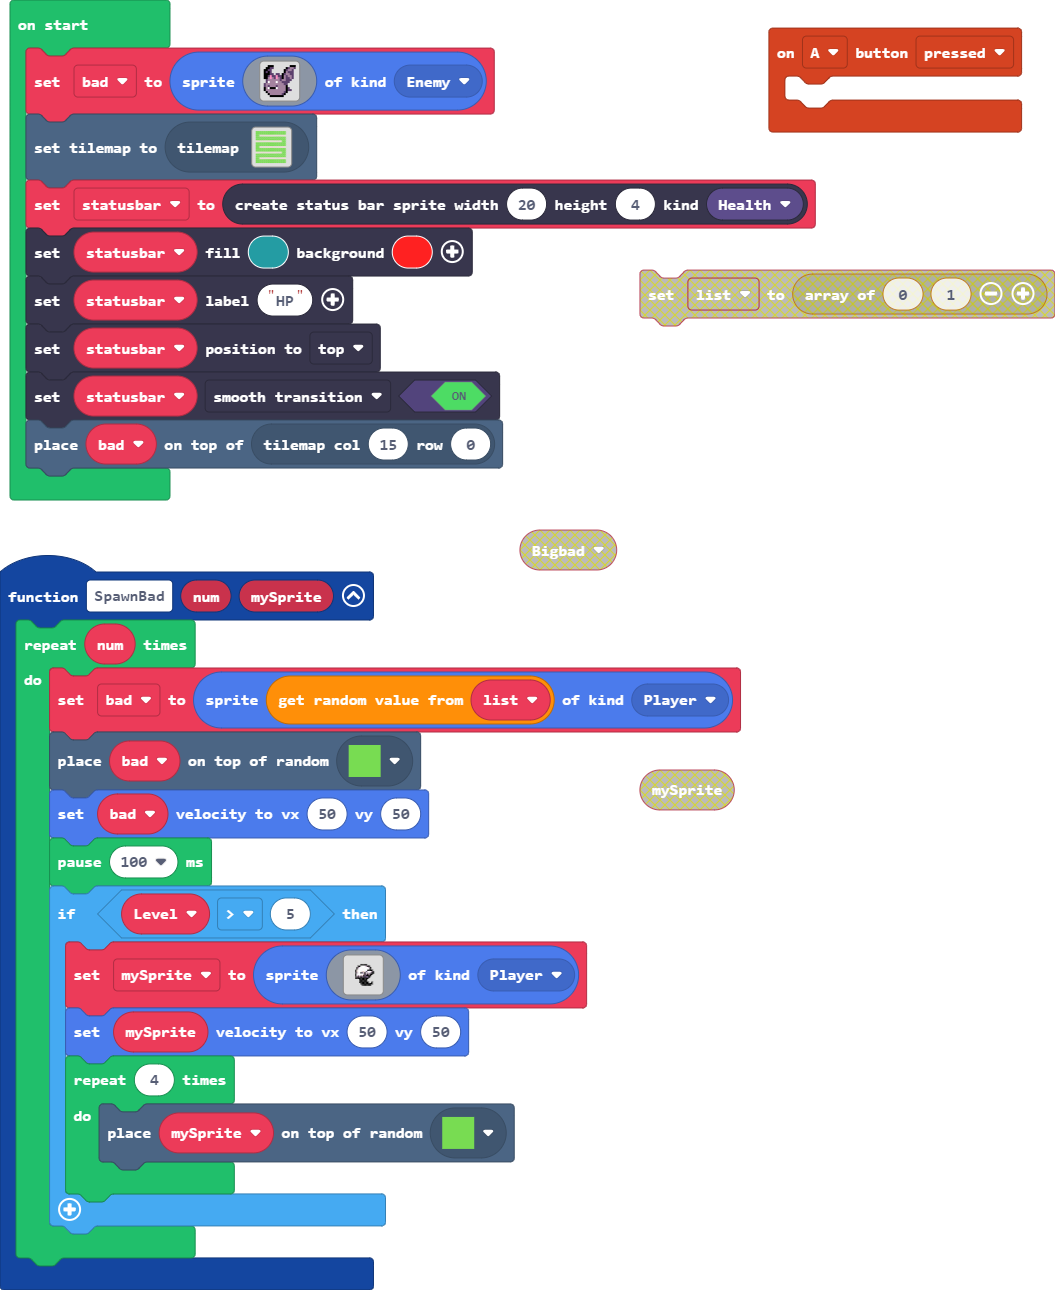 on start
set bad to sprite of kind Enemy
set tilemap to tilemap
set statusbar to create status bar sprite width 20 height 4 kind Health
set statusbar fill background
set statusbar label "HP"
set statusbar position to top
set statusbar smooth transition ON
place bad on top of tilemap col 15 row 0
on A button pressed
set list to array of 0 1
Bigbad
function SpawnBad num mySprite
repeat num times
do
set bad to sprite get random value from list of kind Player
place bad on top of random
set bad velocity to vx 50 vy 50
pause 100 ms
if Level > 5 then
set mySprite to sprite of kind Player
set mySprite velocity to vx 50 vy 50
repeat 4 times
do
place mySprite on top of random
mySprite